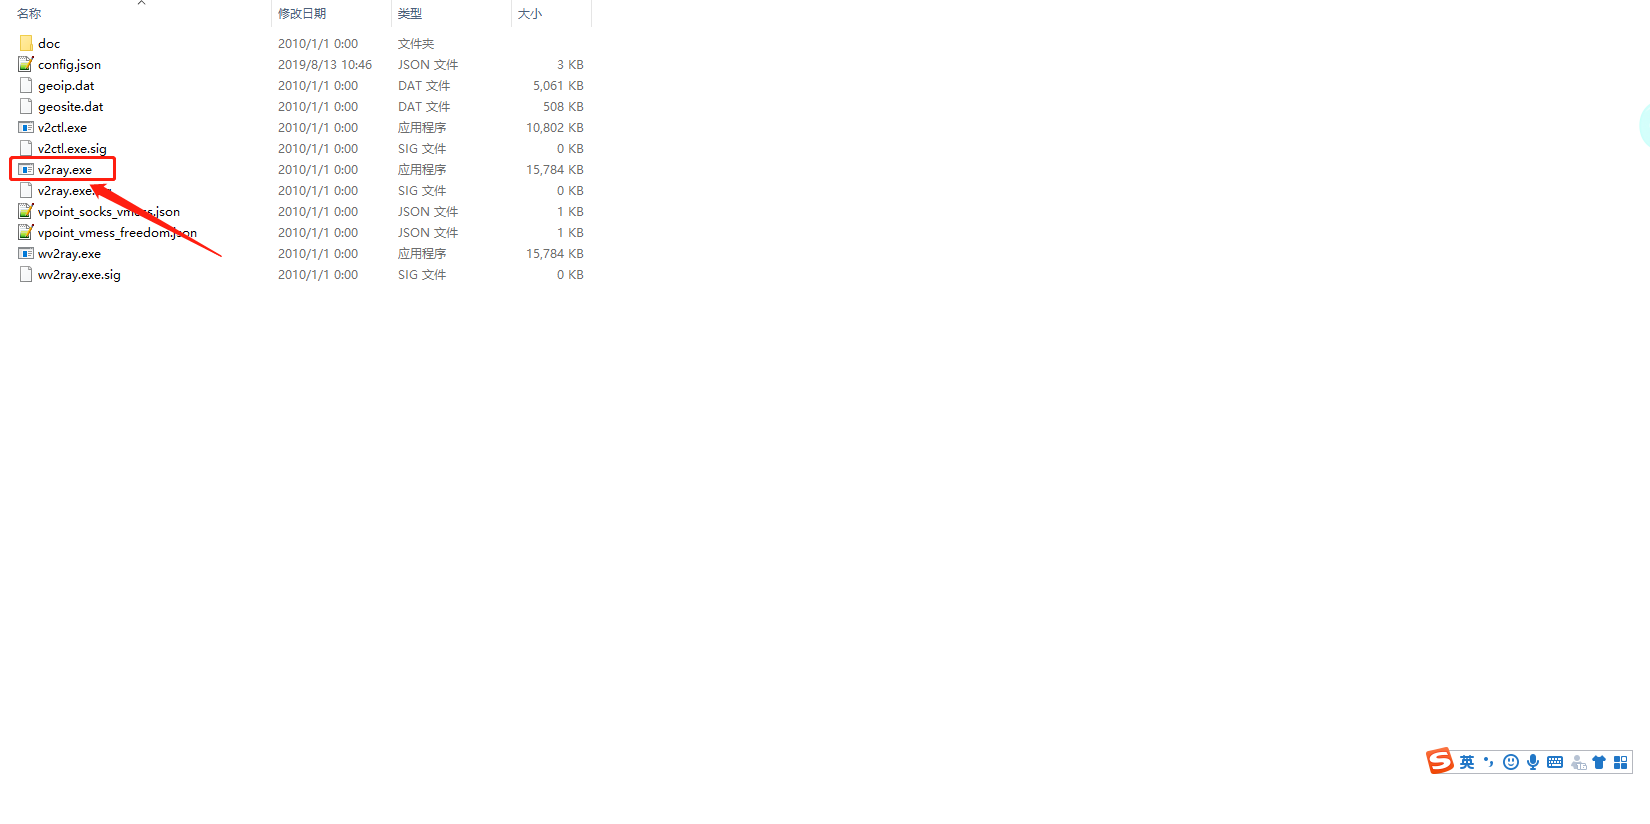 名称 修改日期 类型 大小
doc 2010/1/1 0:00 文件夹
config.json 2019/8/13 10:46 JSON 文件 3 KB
geoip.dat 2010/1/1 0:00 DAT 文件 5,061 KB
geosite.dat 2010/1/1 0:00 DAT 文件 508 KB
v2ctl.exe 2010/1/1 0:00 应用程序 10,802 KB
v2ctl.exe.sig 2010/1/1 0:00 SIG 文件 0 KB
v2ray.exe 2010/1/1 0:00 应用程序 15,784 KB
v2ray.exe. 2010/1/1 0:00 SIG 文件 0 KB
vpoint_socks_vmess.json 2010/1/1 0:00 JSON 文件 1 KB
vpoint_vmess_freedom.json 2010/1/1 0:00 JSON 文件 1 KB
wv2ray.exe 2010/1/1 0:00 应用程序 15,784 KB
wv2ray.exe.sig 2010/1/1 0:00 SIG 文件 0 KB
S 英